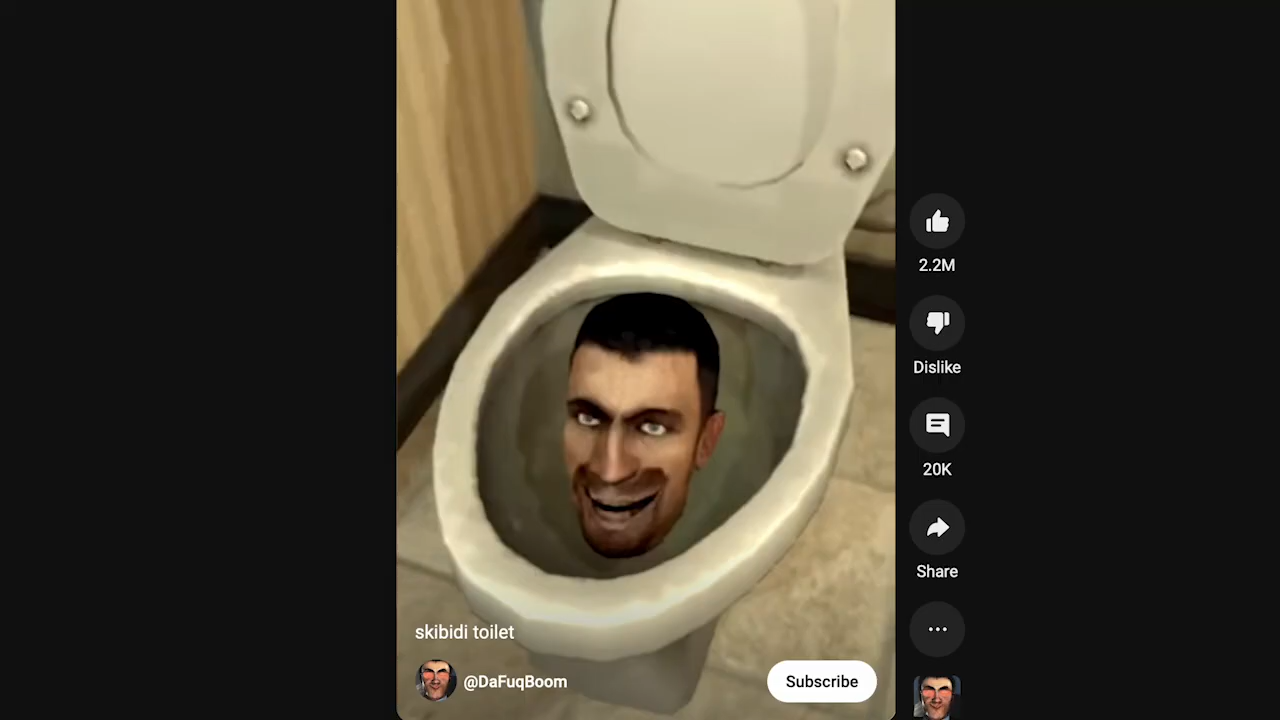 2.2M
Dislike
20K
Share
skibidi toilet
@DaFuqBoom
Subscribe